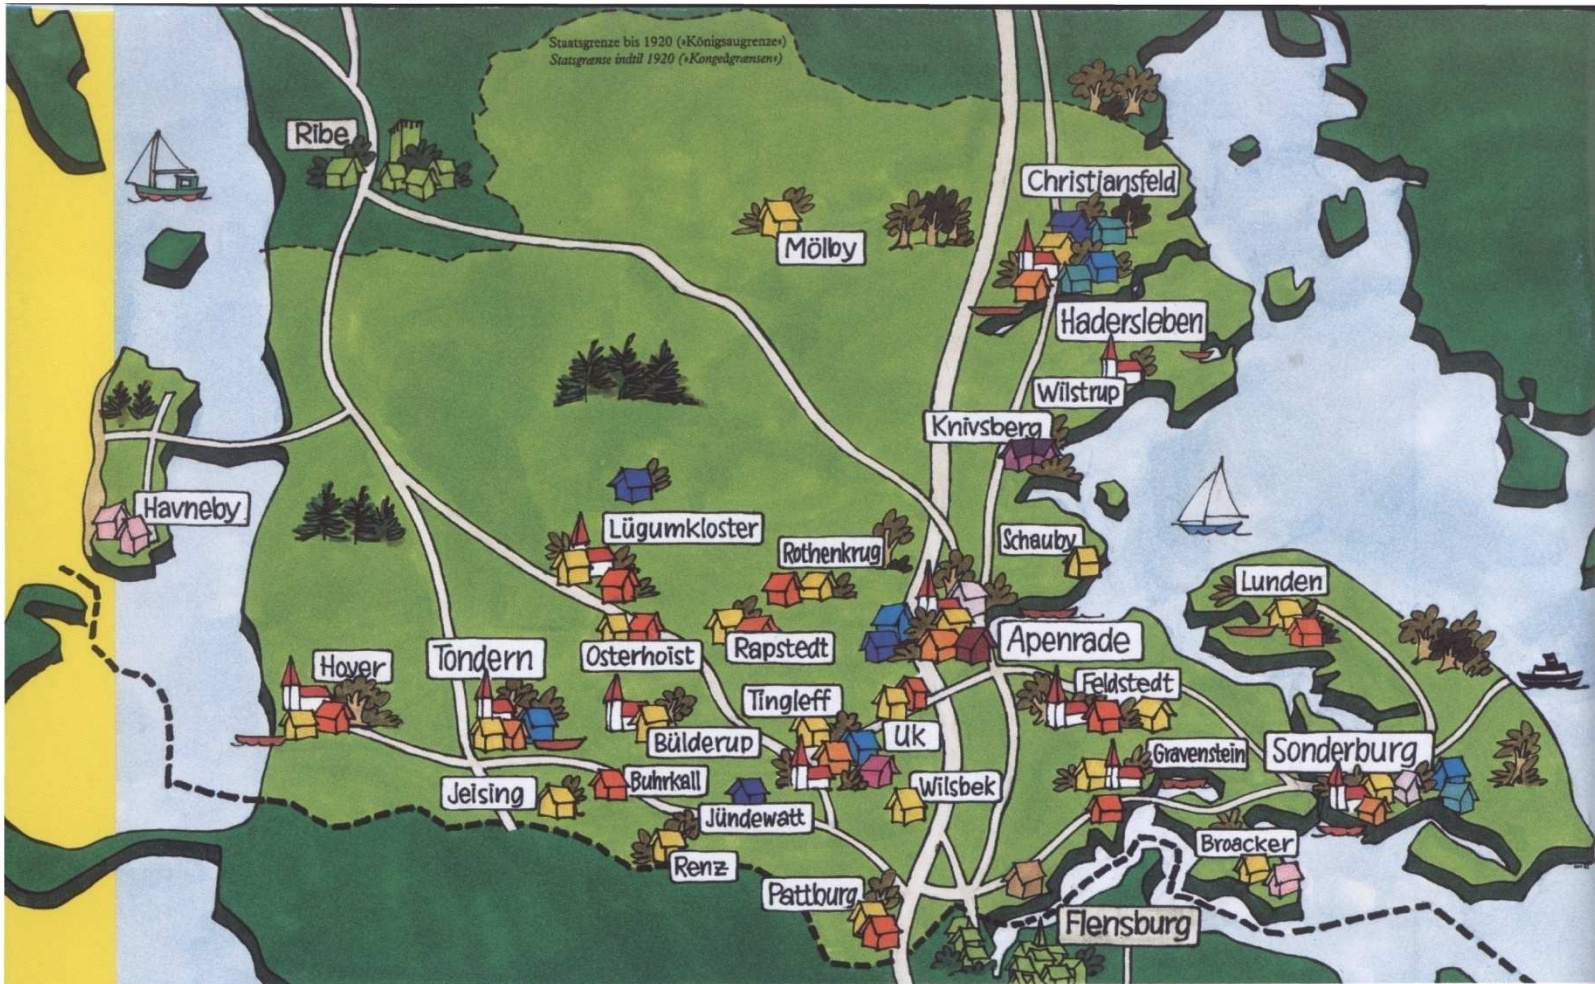 Staatsgrenze bis 1920 (»Königsaugrenze«)
Statsgrænse indtil 1920 (»Kongeågrænsen«)
Ribe
Christiansfeld
Mölby
Hadersleben
Wilstrup
Knivsberg
Havneby
Lügumkloster
Rothenkrug
Schauby
Lunden
Hoyer
Tondern
Osterhoist
Rapstedt
Apenrade
Tingleff
Feldstedt
Bülderup
Uk
Gravenstein
Sonderburg
Jeising
Buhrkall
Jündewatt
Wilsbek
Renz
Broacker
Pattburg
Flensburg